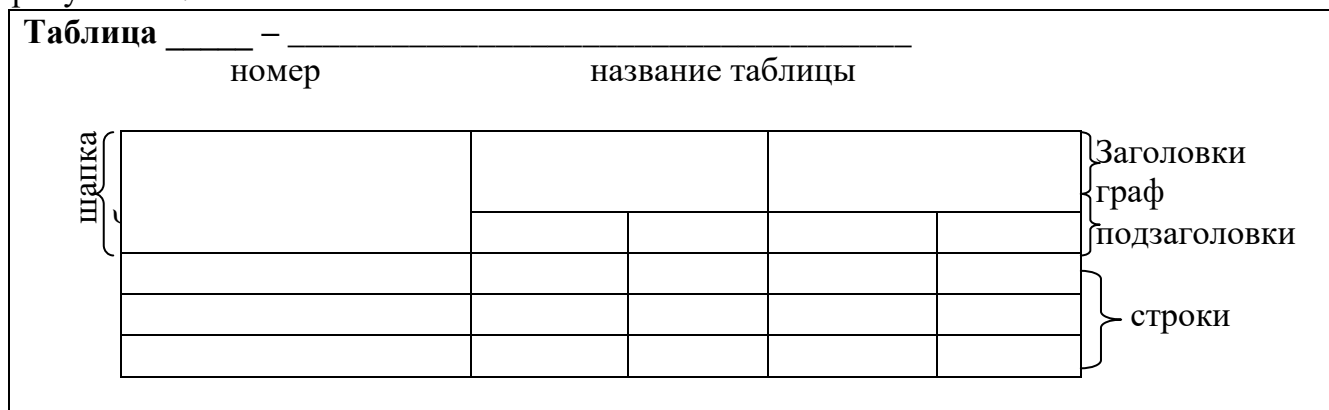 Таблица _____ – ____________________________________
номер название таблицы
шапка
Заголовки
граф
подзаголовки
строки